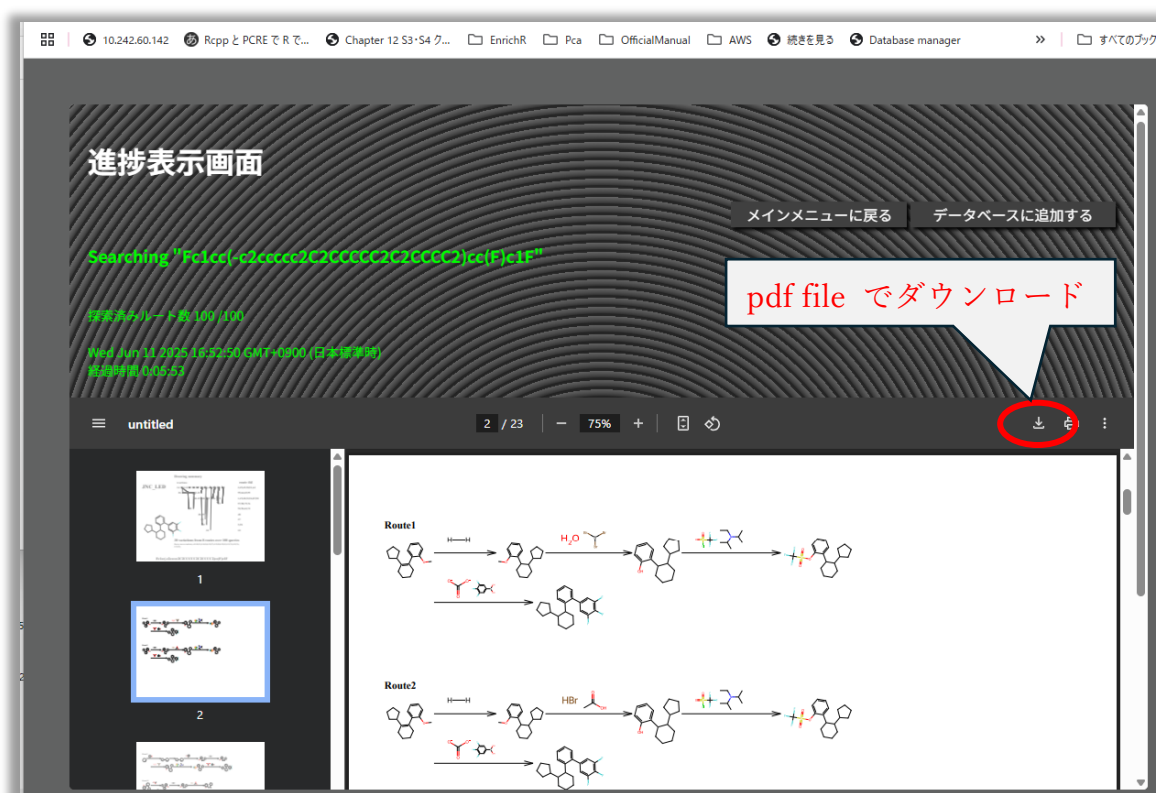 10.242.60.142 Rcpp と PCRE で R で... Chapter 12 S3･S4 ク... EnrichR Pca OfficialManual AWS 続きを見る Database manager » すべてのブック
進捗表示画面
メインメニューに戻る データベースに追加する
Searching "Fc1cc(-c2ccccc2C2CCCCC2C2CCCC2)cc(F)c1F"
pdf file でダウンロード
探索済みルート数 100 /100
Wed Jun 11 2025 16:52:50 GMT+0900 (日本標準時)
経過時間 0:05:53
untitled 2 / 23 75%
1
2
Route1
H₂O
Route2
HBr